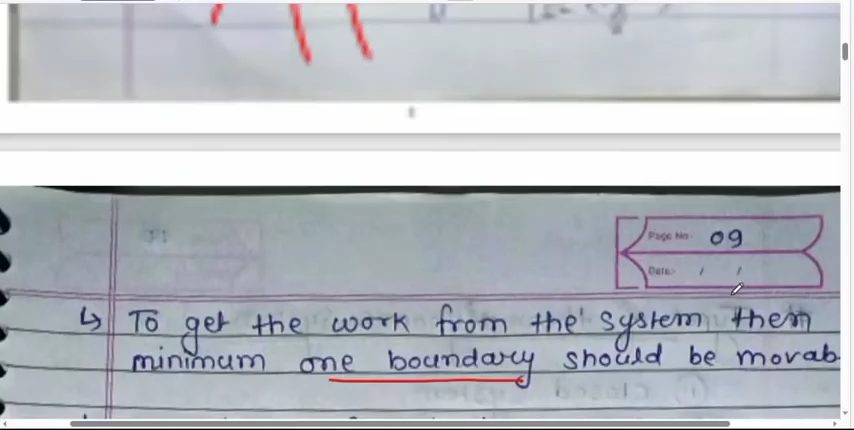 Page No. 09
Date: / /
↳ To get the work from the system then
minimum one boundary should be movab